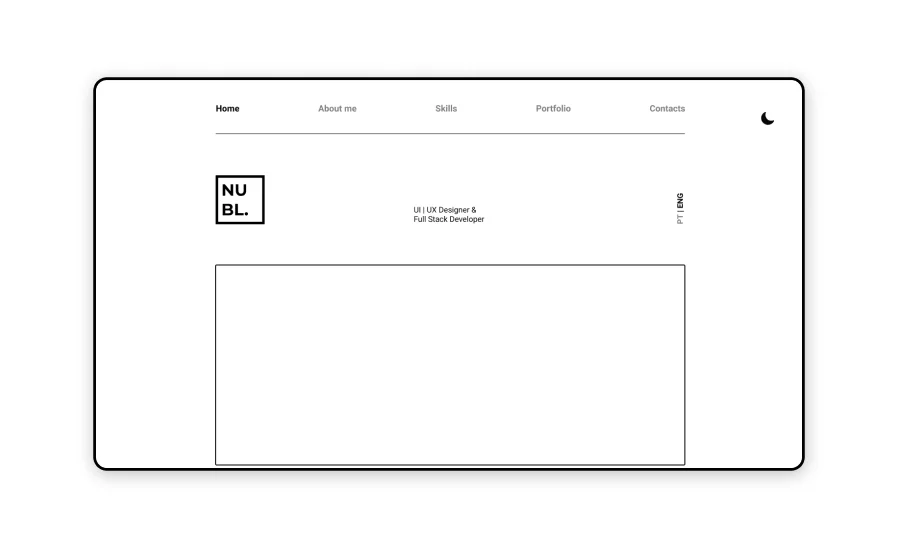 Home About me Skills Portfolio Contacts
NU
BL.
UI | UX Designer &
Full Stack Developer
PT | ENG